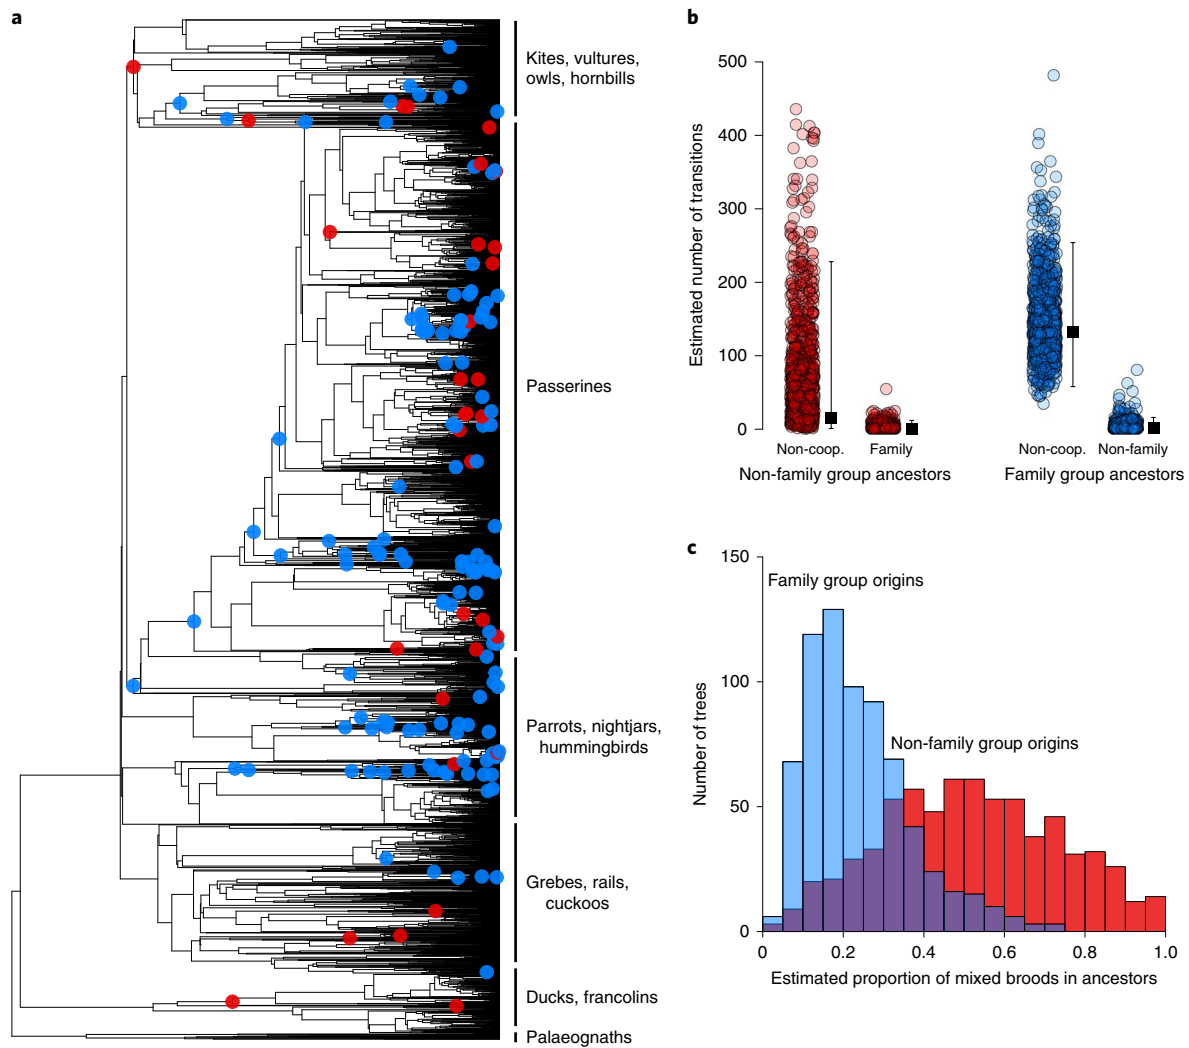 a
Kites, vultures,
owls, hornbills
Passerines
Parrots, nightjars,
hummingbirds
Grebes, rails,
cuckoos
Ducks, francolins
Palaeognaths
b
Estimated number of transitions
500
400
300
200
100
0
Non-coop.
Family
Non-coop.
Non-family
Non-family group ancestors
Family group ancestors
c
Number of trees
150
100
50
0
Family group origins
Non-family group origins
0
0.2
0.4
0.6
0.8
1.0
Estimated proportion of mixed broods in ancestors